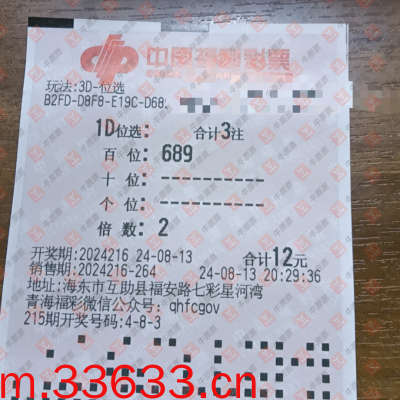 中国福利彩票
玩法:3D-位选
B2FD-D8F8-E19C-D68
1D位选: 合计3注
百位: 689
十位: ------------
个位: ------------
倍数: 2
开奖期:2024216 24-08-13 合计12元
销售期:2024216-264 24-08-13 20:29:36
地址:海东市互助县福安路七彩星河湾
青海福彩微信公众号: qhfcgov
215期开奖号码:4-8-3
m.33633.cn